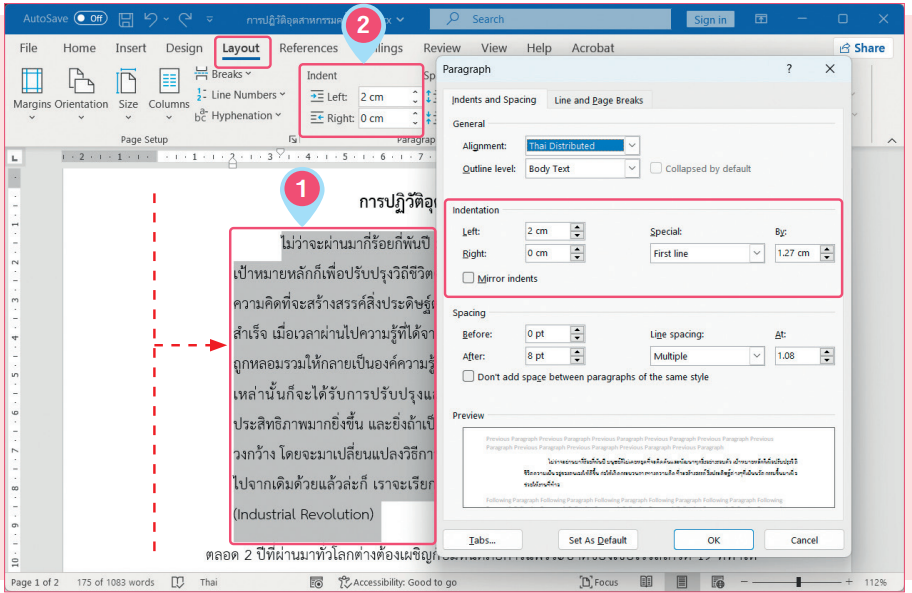 AutoSave Off การปฏิวัติอุตสาหกรรม Search Sign in
2
File Home Insert Design Layout References Review View Help Acrobat Share
Margins Orientation Size Columns
Breaks
Line Numbers
Hyphenation
Page Setup
Indent
Left: 2 cm
Right: 0 cm
2 1 1 2 3 4 5 6 7
1
การปฏิวัติอุ
ไม่ว่าจะผ่านมากี่ร้อยกี่พันปี
เป้าหมายหลักก็เพื่อปรับปรุงวิถีชีวิต
ความคิดที่จะสร้างสรรค์สิ่งประดิษฐ์
สำเร็จ เมื่อเวลาผ่านไปความรู้ที่ได้จา
ถูกหลอมรวมให้กลายเป็นองค์ความรู้
เหล่านั้นก็จะได้รับการปรับปรุงแ
ประสิทธิภาพมากยิ่งขึ้น และยิ่งถ้าเป็
วงกว้าง โดยจะมาเปลี่ยนแปลงวิธีกา
ไปจากเดิมด้วยแล้วล่ะก็ เราจะเรีย
(Industrial Revolution)
ตลอด 2 ปีที่ผ่านมาทั่วโลกต่างต้องเผชิญ
Paragraph ?
Indents and Spacing Line and Page Breaks
General
Alignment: Thai Distributed
Outline level: Body Text Collapsed by default
Indentation
Left: 2 cm Special: By:
Right: 0 cm First line 1.27 cm
Mirror indents
Spacing
Before: 0 pt Line spacing: At:
After: 8 pt Multiple 1.08
Don't add space between paragraphs of the same style
Preview
Previous Paragraph Previous Paragraph Previous Paragraph Previous Paragraph Previous Paragraph Previous
Paragraph Previous Paragraph Previous Paragraph Previous Paragraph Previous Paragraph
Following Paragraph Following Paragraph Following Paragraph Following Paragraph Following Paragraph
Tabs... Set As Default OK Cancel
Page 1 of 2 175 of 1083 words Thai Accessibility: Good to go Focus 112%